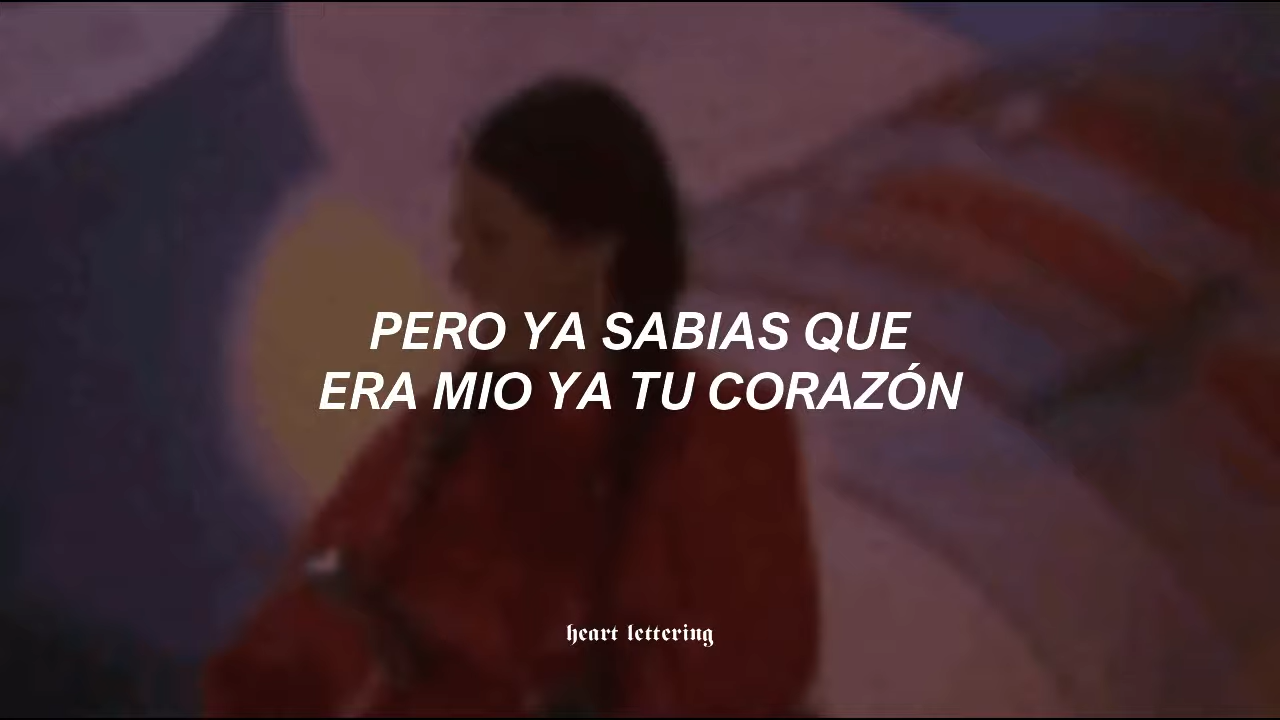 PERO YA SABIAS QUE
ERA MIO YA TU CORAZÓN
heart lettering